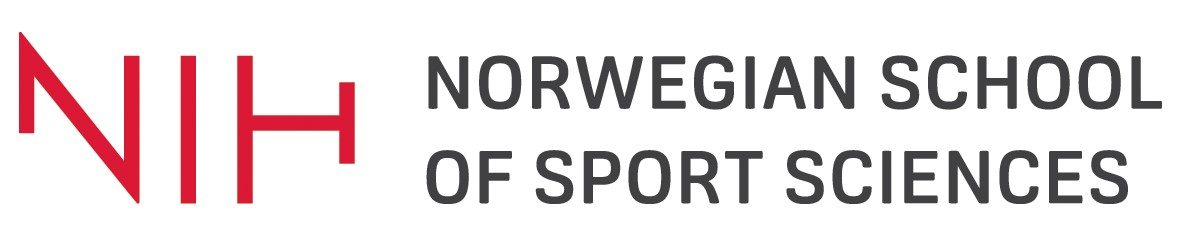 NIH
NORWEGIAN SCHOOL
OF SPORT SCIENCES